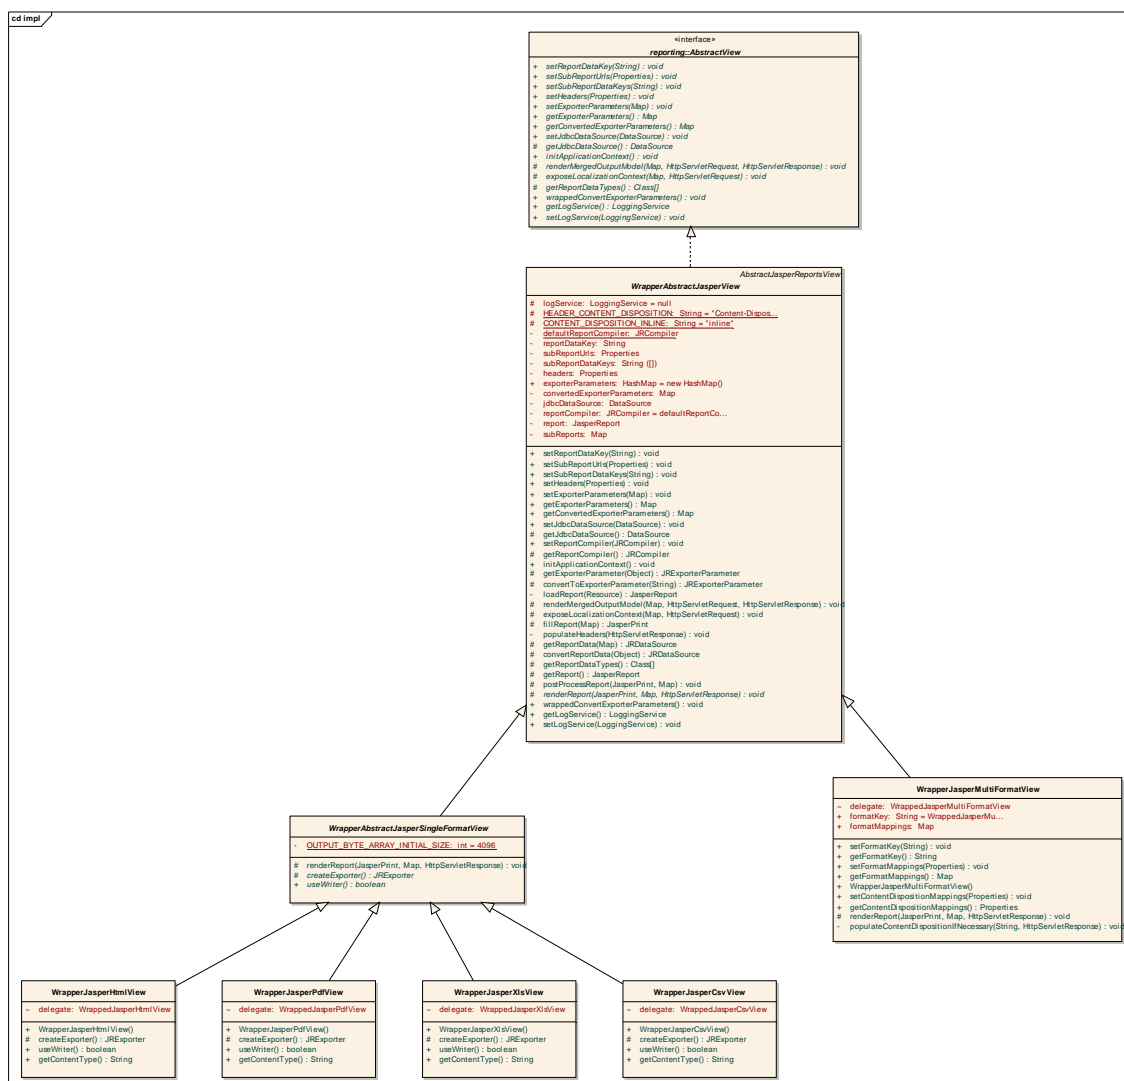 cd impl
«interface»
reporting::AbstractView
+ setReportDataKey(String) : void
+ setSubReportUrls(Properties) : void
+ setSubReportDataKeys(String) : void
+ setHeaders(Properties) : void
+ setExporterParameters(Map) : void
+ getExporterParameters() : Map
+ getConvertedExporterParameters() : Map
+ setJdbcDataSource(DataSource) : void
# getJdbcDataSource() : DataSource
+ initApplicationContext() : void
# renderMergedOutputModel(Map, HttpServletRequest, HttpServletResponse) : void
# exposeLocalizationContext(Map, HttpServletRequest) : void
# getReportDataTypes() : Class[]
+ wrappedConvertExporterParameters() : void
+ getLogService() : LoggingService
+ setLogService(LoggingService) : void
AbstractJasperReportsView
WrapperAbstractJasperView
# logService: LoggingService = null
# HEADER_CONTENT_DISPOSITION: String = "Content-Dispos...
# CONTENT_DISPOSITION_INLINE: String = "inline"
- defaultReportCompiler: JRCompiler
- reportDataKey: String
- subReportUrls: Properties
- subReportDataKeys: String ([])
- headers: Properties
+ exporterParameters: HashMap = new HashMap()
- convertedExporterParameters: Map
- jdbcDataSource: DataSource
- reportCompiler: JRCompiler = defaultReportCo...
- report: JasperReport
- subReports: Map
+ setReportDataKey(String) : void
+ setSubReportUrls(Properties) : void
+ setSubReportDataKeys(String) : void
+ setHeaders(Properties) : void
+ setExporterParameters(Map) : void
+ getExporterParameters() : Map
+ getConvertedExporterParameters() : Map
+ setJdbcDataSource(DataSource) : void
# getJdbcDataSource() : DataSource
+ setReportCompiler(JRCompiler) : void
# getReportCompiler() : JRCompiler
+ initApplicationContext() : void
# getExporterParameter(Object) : JRExporterParameter
# convertToExporterParameter(String) : JRExporterParameter
- loadReport(Resource) : JasperReport
# renderMergedOutputModel(Map, HttpServletRequest, HttpServletResponse) : void
# exposeLocalizationContext(Map, HttpServletRequest) : void
# fillReport(Map) : JasperPrint
- populateHeaders(HttpServletResponse) : void
# getReportData(Map) : JRDataSource
# convertReportData(Object) : JRDataSource
# getReportDataTypes() : Class[]
# getReport() : JasperReport
# postProcessReport(JasperPrint, Map) : void
# renderReport(JasperPrint, Map, HttpServletResponse) : void
+ wrappedConvertExporterParameters() : void
+ getLogService() : LoggingService
+ setLogService(LoggingService) : void
WrapperJasperMultiFormatView
~ delegate: WrappedJasperMultiFormatView
+ formatKey: String = WrappedJasperMu...
+ formatMappings: Map
+ setFormatKey(String) : void
+ getFormatKey() : String
+ setFormatMappings(Properties) : void
+ getFormatMappings() : Map
+ WrapperJasperMultiFormatView()
+ setContentDispositionMappings(Properties) : void
+ getContentDispositionMappings() : Properties
# renderReport(JasperPrint, Map, HttpServletResponse) : void
- populateContentDispositionIfNecessary(String, HttpServletResponse) : void
WrapperAbstractJasperSingleFormatView
- OUTPUT_BYTE_ARRAY_INITIAL_SIZE: int = 4096
# renderReport(JasperPrint, Map, HttpServletResponse) : void
# createExporter() : JRExporter
+ useWriter() : boolean
WrapperJasperHtmlView
~ delegate: WrappedJasperHtmlView
+ WrapperJasperHtmlView()
# createExporter() : JRExporter
+ useWriter() : boolean
+ getContentType() : String
WrapperJasperPdfView
~ delegate: WrappedJasperPdfView
+ WrapperJasperPdfView()
# createExporter() : JRExporter
+ useWriter() : boolean
+ getContentType() : String
WrapperJasperXlsView
~ delegate: WrappedJasperXlsView
+ WrapperJasperXlsView()
# createExporter() : JRExporter
+ useWriter() : boolean
+ getContentType() : String
WrapperJasperCsvView
~ delegate: WrappedJasperCsvView
+ WrapperJasperCsvView()
# createExporter() : JRExporter
+ useWriter() : boolean
+ getContentType() : String